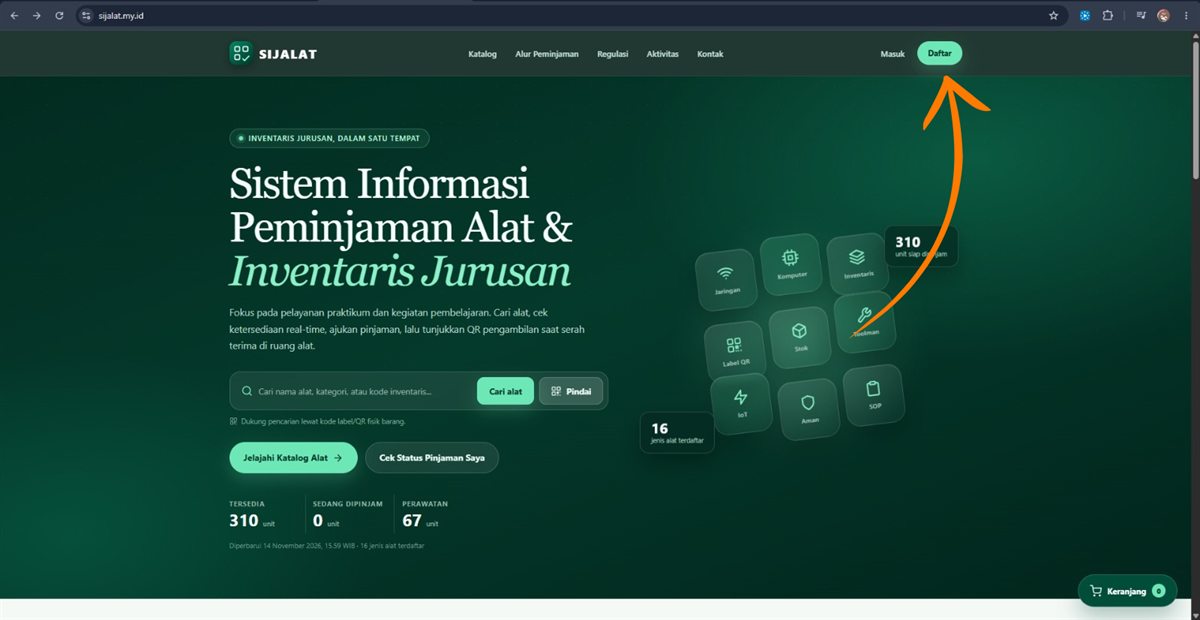 sijalat.my.id
SIJALAT
Katalog
Alur Peminjaman
Regulasi
Aktivitas
Kontak
Masuk
Daftar
INVENTARIS JURUSAN, DALAM SATU TEMPAT
Sistem Informasi
Peminjaman Alat &
Inventaris Jurusan
Fokus pada pelayanan praktikum dan kegiatan pembelajaran. Cari alat, cek
ketersediaan real-time, ajukan pinjaman, lalu tunjukkan QR pengambilan saat serah
terima di ruang alat.
Cari nama alat, kategori, atau kode inventaris...
Cari alat
Pindai
Dukung pencarian lewat kode label/QR fisik barang.
Jelajahi Katalog Alat →
Cek Status Pinjaman Saya
TERSEDIA
310 unit
SEDANG DIPINJAM
0 unit
PERAWATAN
67 unit
Diperbarui 14 November 2026, 15.59 WIB · 16 jenis alat terdaftar
Jaringan
Komputer
Inventaris
310
unit siap dipinjam
Label QR
Stok
Toolman
IoT
Aman
SOP
16
jenis alat terdaftar
Keranjang 0